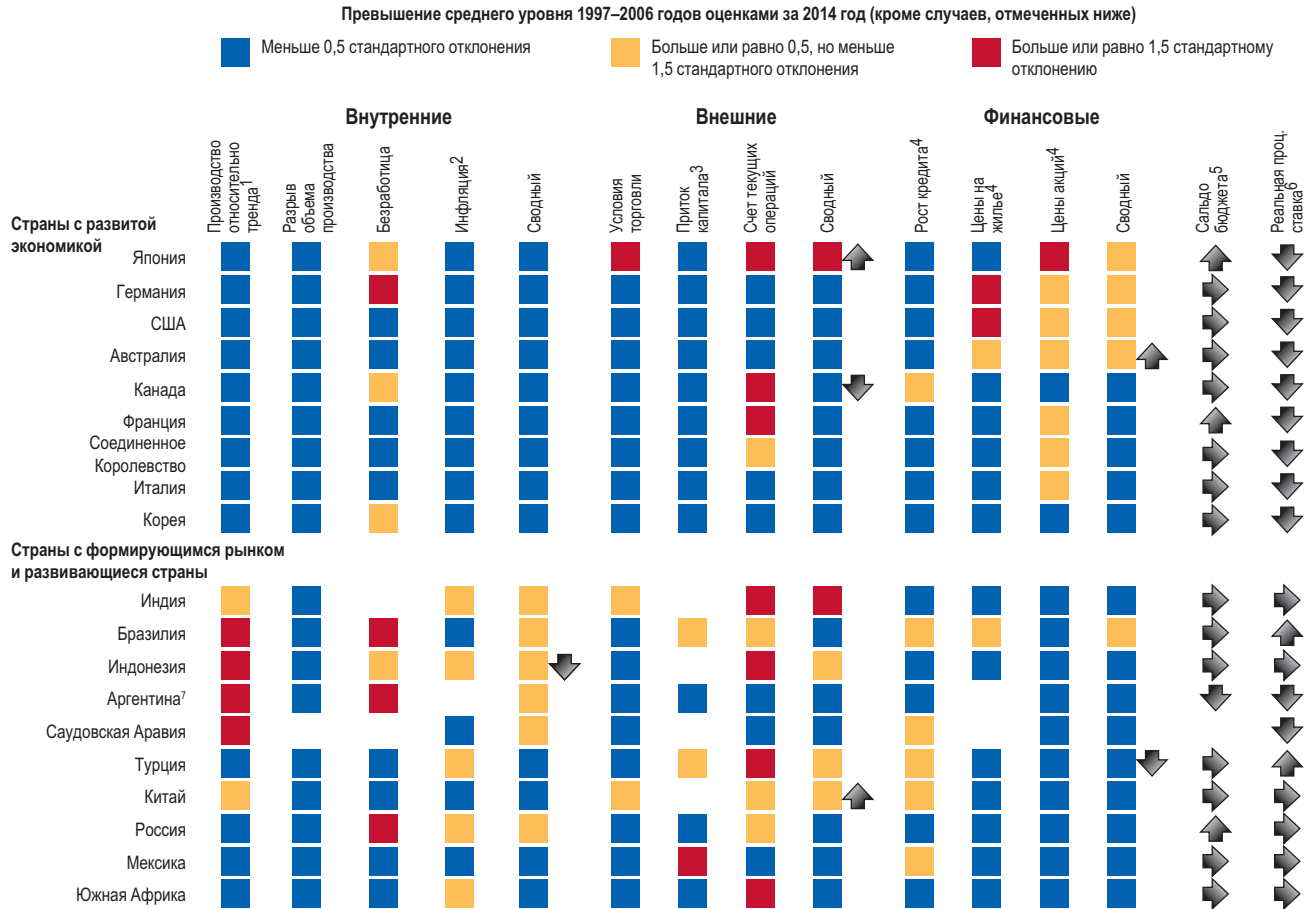 Превышение среднего уровня 1997–2006 годов оценками за 2014 год (кроме случаев, отмеченных ниже)
Меньше 0,5 стандартного отклонения
Больше или равно 0,5, но меньше
1,5 стандартного отклонения
Больше или равно 1,5 стандартному
отклонению
Внутренние
Внешние
Финансовые
Производство
относительно
тренда1
Разрыв
объема
производства
Безработица
Инфляция2
Сводный
Условия
торговли
Приток
капитала3
Счет текущих
операций
Сводный
Рост кредита4
Цены на
жилье4
Цены акций4
Сводный
Сальдо
бюджета5
Реальная проц.
ставка6
Страны с развитой
экономикой
Япония
Германия
США
Австралия
Канада
Франция
Соединенное
Королевство
Италия
Корея
Страны с формирующимся рынком
и развивающиеся страны
Индия
Бразилия
Индонезия
Аргентина7
Саудовская Аравия
Турция
Китай
Россия
Мексика
Южная Африка